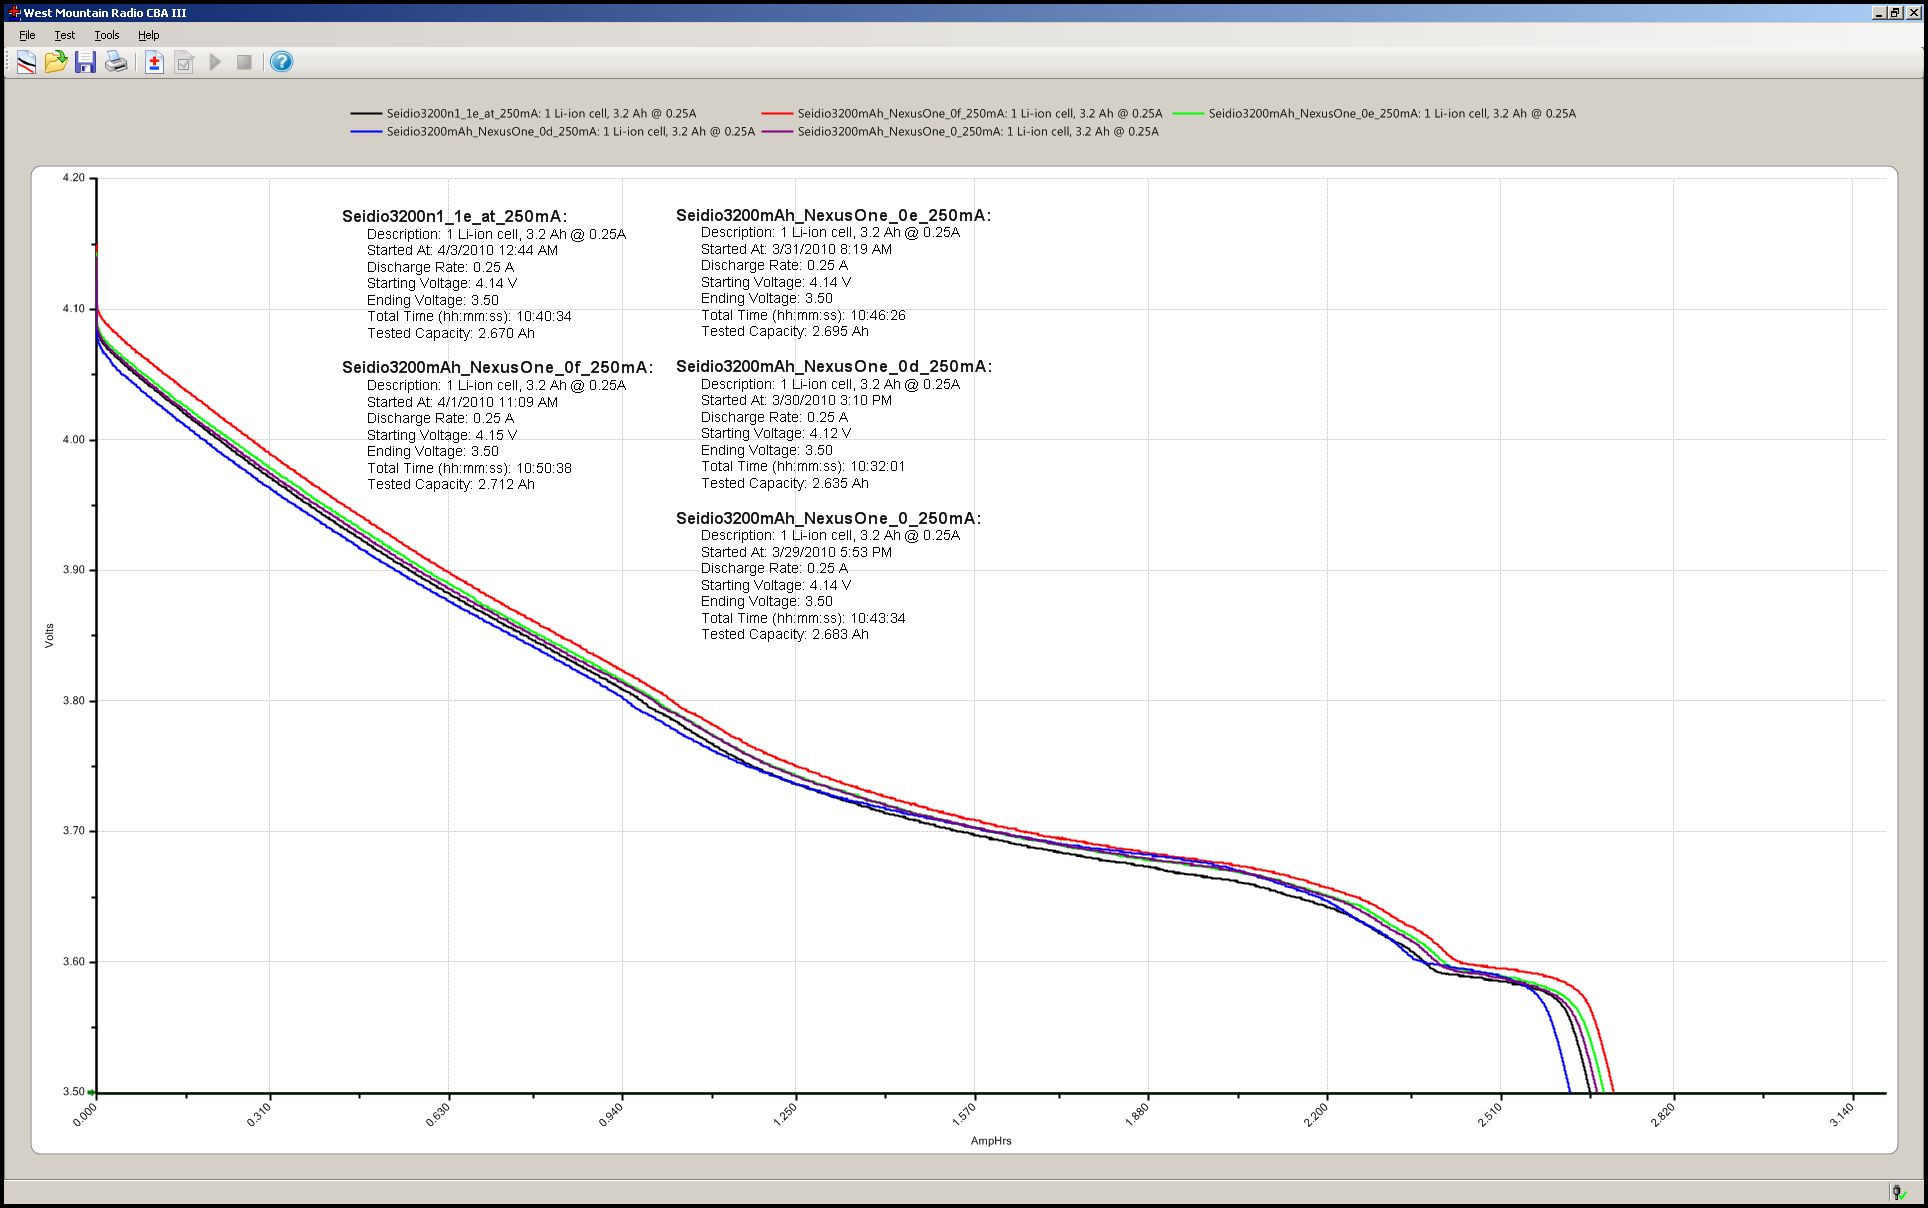 West Mountain Radio CBA III
File Test Tools Help
Seidio3200n1_1e_at_250mA: 1 Li-ion cell, 3.2 Ah @ 0.25A
Seidio3200mAh_NexusOne_0f_250mA: 1 Li-ion cell, 3.2 Ah @ 0.25A
Seidio3200mAh_NexusOne_0e_250mA: 1 Li-ion cell, 3.2 Ah @ 0.25A
Seidio3200mAh_NexusOne_0d_250mA: 1 Li-ion cell, 3.2 Ah @ 0.25A
Seidio3200mAh_NexusOne_0_250mA: 1 Li-ion cell, 3.2 Ah @ 0.25A
Seidio3200n1_1e_at_250mA:
Description: 1 Li-ion cell, 3.2 Ah @ 0.25A
Started At: 4/3/2010 12:44 AM
Discharge Rate: 0.25 A
Starting Voltage: 4.14 V
Ending Voltage: 3.50
Total Time (hh:mm:ss): 10:40:34
Tested Capacity: 2.670 Ah
Seidio3200mAh_NexusOne_0f_250mA:
Description: 1 Li-ion cell, 3.2 Ah @ 0.25A
Started At: 4/1/2010 11:09 AM
Discharge Rate: 0.25 A
Starting Voltage: 4.15 V
Ending Voltage: 3.50
Total Time (hh:mm:ss): 10:50:38
Tested Capacity: 2.712 Ah
Seidio3200mAh_NexusOne_0e_250mA:
Description: 1 Li-ion cell, 3.2 Ah @ 0.25A
Started At: 3/31/2010 8:19 AM
Discharge Rate: 0.25 A
Starting Voltage: 4.14 V
Ending Voltage: 3.50
Total Time (hh:mm:ss): 10:46:26
Tested Capacity: 2.695 Ah
Seidio3200mAh_NexusOne_0d_250mA:
Description: 1 Li-ion cell, 3.2 Ah @ 0.25A
Started At: 3/30/2010 3:10 PM
Discharge Rate: 0.25 A
Starting Voltage: 4.12 V
Ending Voltage: 3.50
Total Time (hh:mm:ss): 10:32:01
Tested Capacity: 2.635 Ah
Seidio3200mAh_NexusOne_0_250mA:
Description: 1 Li-ion cell, 3.2 Ah @ 0.25A
Started At: 3/29/2010 5:53 PM
Discharge Rate: 0.25 A
Starting Voltage: 4.14 V
Ending Voltage: 3.50
Total Time (hh:mm:ss): 10:43:34
Tested Capacity: 2.683 Ah
4.20
4.10
4.00
3.90
3.80
3.70
3.60
3.50
Volts
0.000 0.310 0.630 0.940 1.250 1.570 1.880 2.200 2.510 2.820 3.140
AmpHrs